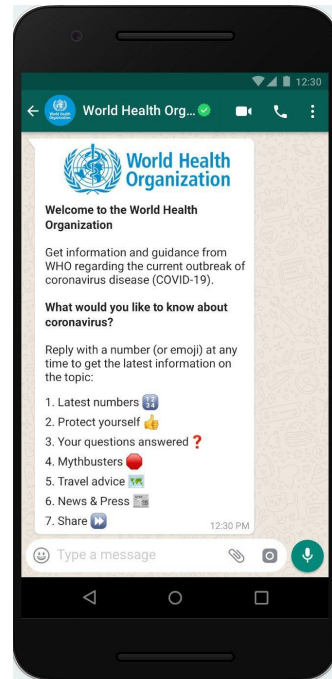 12:30
World Health Org...
World Health
Organization
Welcome to the World Health
Organization
Get information and guidance from
WHO regarding the current outbreak of
coronavirus disease (COVID-19).
What would you like to know about
coronavirus?
Reply with a number (or emoji) at any
time to get the latest information on
the topic:
1. Latest numbers 🔢
2. Protect yourself 👍
3. Your questions answered ❓
4. Mythbusters 🛑
5. Travel advice 🗺️
6. News & Press 📰
7. Share ⏩
12:30 PM
Type a message